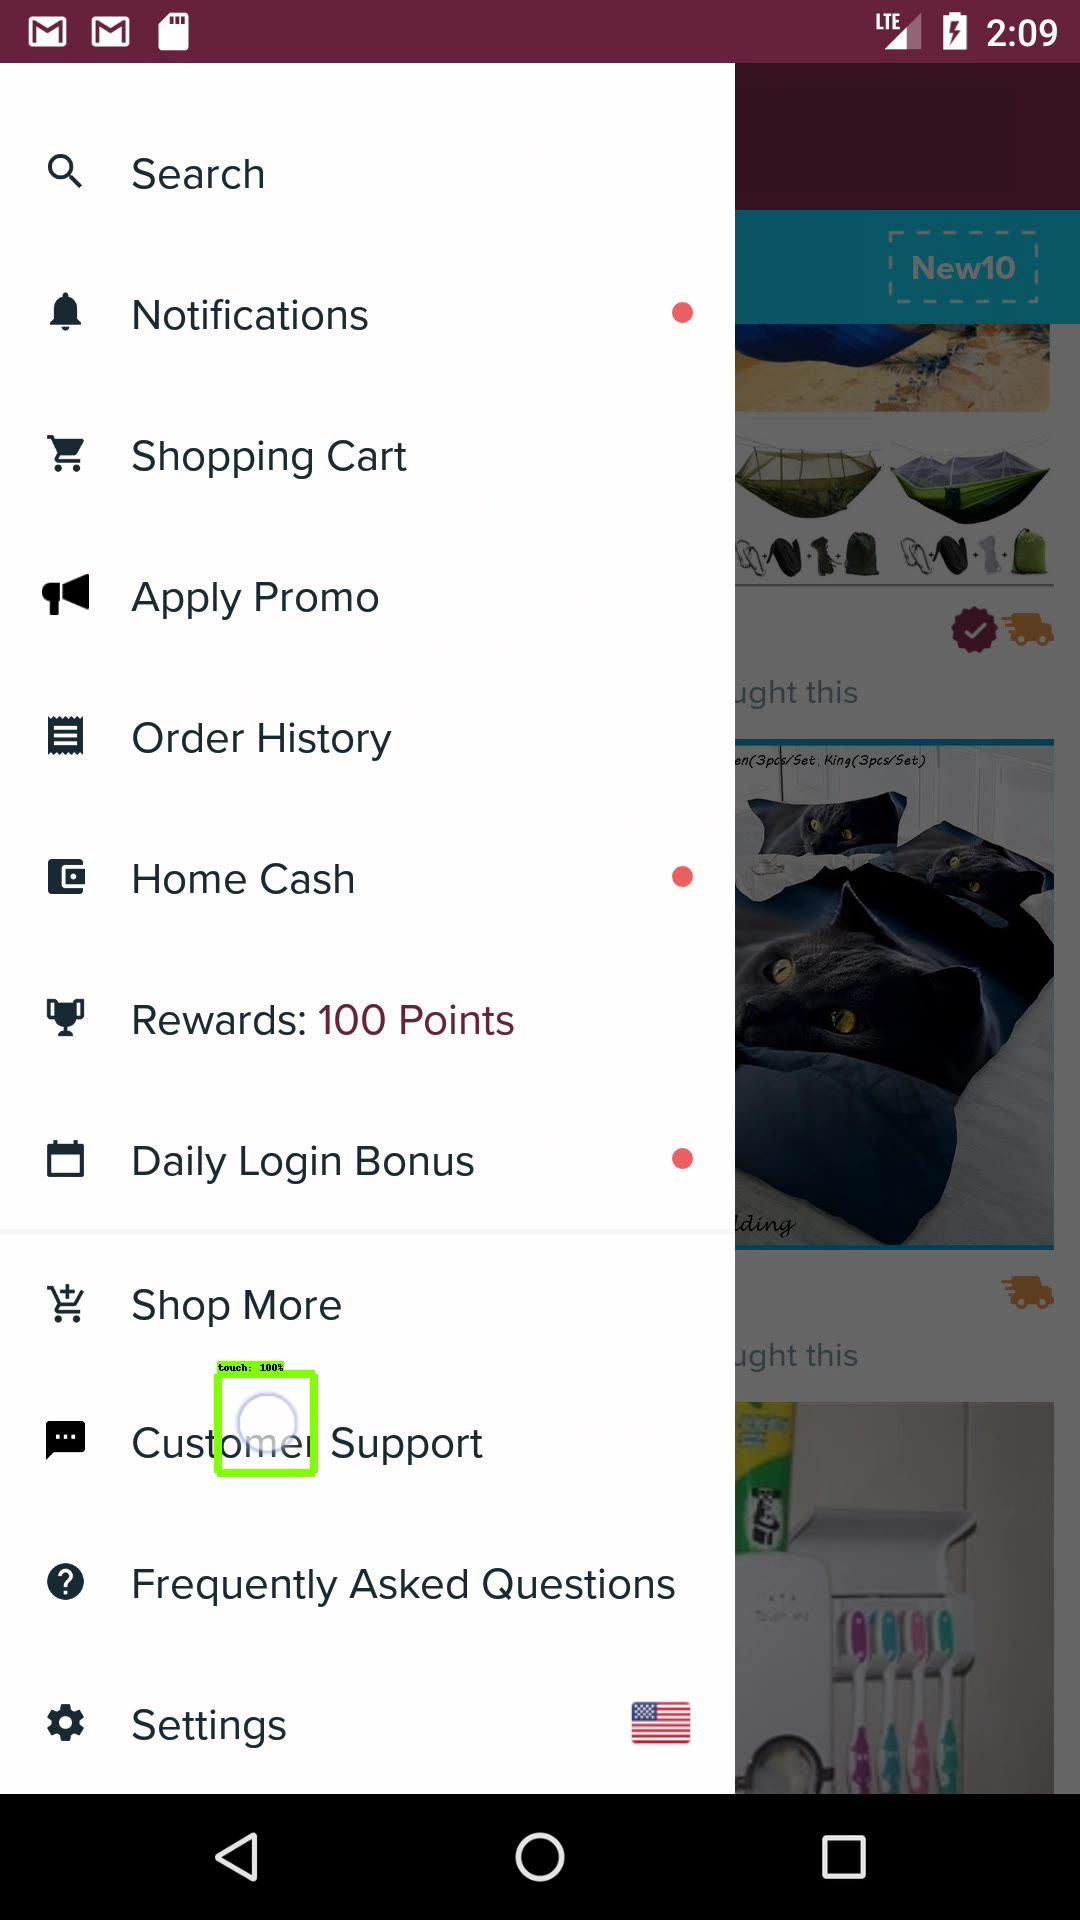 LTE 2:09
Search
New10
Notifications
Shopping Cart
Apply Promo
ught this
Order History
en(3pcs/Set, King(3pcs/Set)
Home Cash
Rewards: 100 Points
Daily Login Bonus
lding
Shop More
ught this
touch: 100%
Customer Support
Frequently Asked Questions
Touch Me
Settings